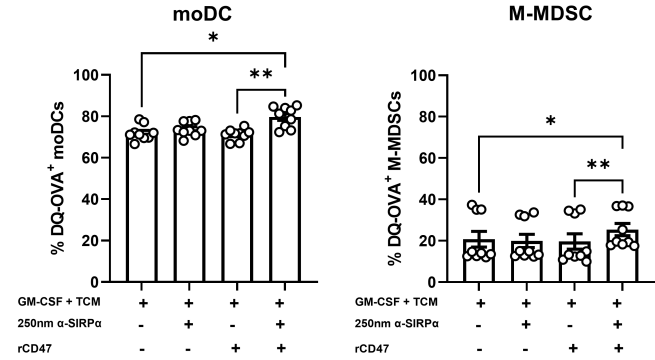 moDC
M-MDSC
*
**
*
**
% DQ-OVA+ moDCs
100
80
60
40
20
0
% DQ-OVA+ M-MDSCs
100
80
60
40
20
0
GM-CSF + TCM + + + +
250nm α-SIRPα - + - +
rCD47 - - + +
GM-CSF + TCM + + + +
250nm α-SIRPα - + - +
rCD47 - - + +